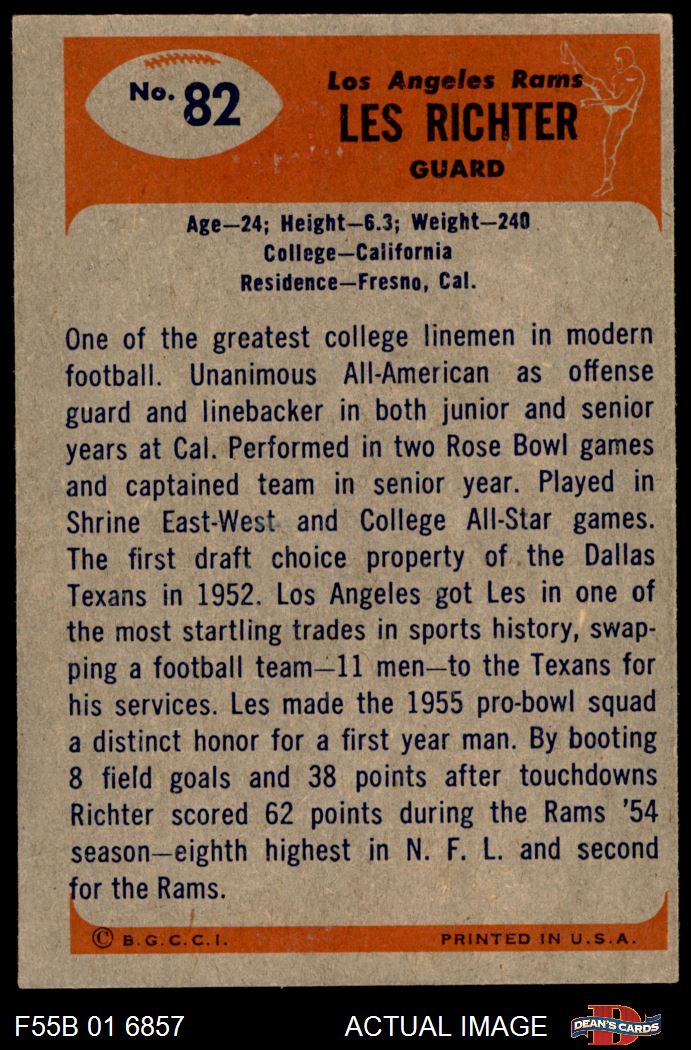 No. 82
Los Angeles Rams
LES RICHTER
GUARD
Age—24; Height—6.3; Weight—240
College—California
Residence—Fresno, Cal.
One of the greatest college linemen in modern
football. Unanimous All-American as offense
guard and linebacker in both junior and senior
years at Cal. Performed in two Rose Bowl games
and captained team in senior year. Played in
Shrine East-West and College All-Star games.
The first draft choice property of the Dallas
Texans in 1952. Los Angeles got Les in one of
the most startling trades in sports history, swap-
ping a football team—11 men—to the Texans for
his services. Les made the 1955 pro-bowl squad
a distinct honor for a first year man. By booting
8 field goals and 38 points after touchdowns
Richter scored 62 points during the Rams '54
season—eighth highest in N. F. L. and second
for the Rams.
© B.G.C.C.I. PRINTED IN U.S.A.
F55B 01 6857 ACTUAL IMAGE D DEAN'S CARDS